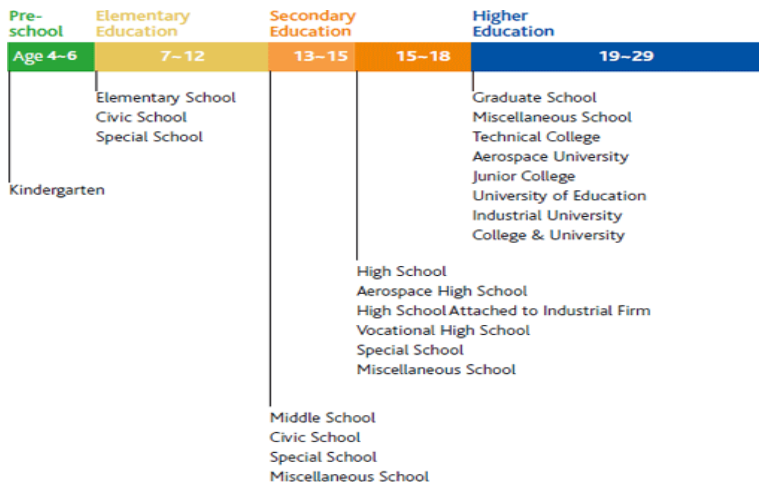 Pre-
school
Elementary
Education
Secondary
Education
Higher
Education
Age 4~6
7~12
13~15
15~18
19~29
Elementary School
Civic School
Special School
Kindergarten
Graduate School
Miscellaneous School
Technical College
Aerospace University
Junior College
University of Education
Industrial University
College & University
High School
Aerospace High School
High School Attached to Industrial Firm
Vocational High School
Special School
Miscellaneous School
Middle School
Civic School
Special School
Miscellaneous School